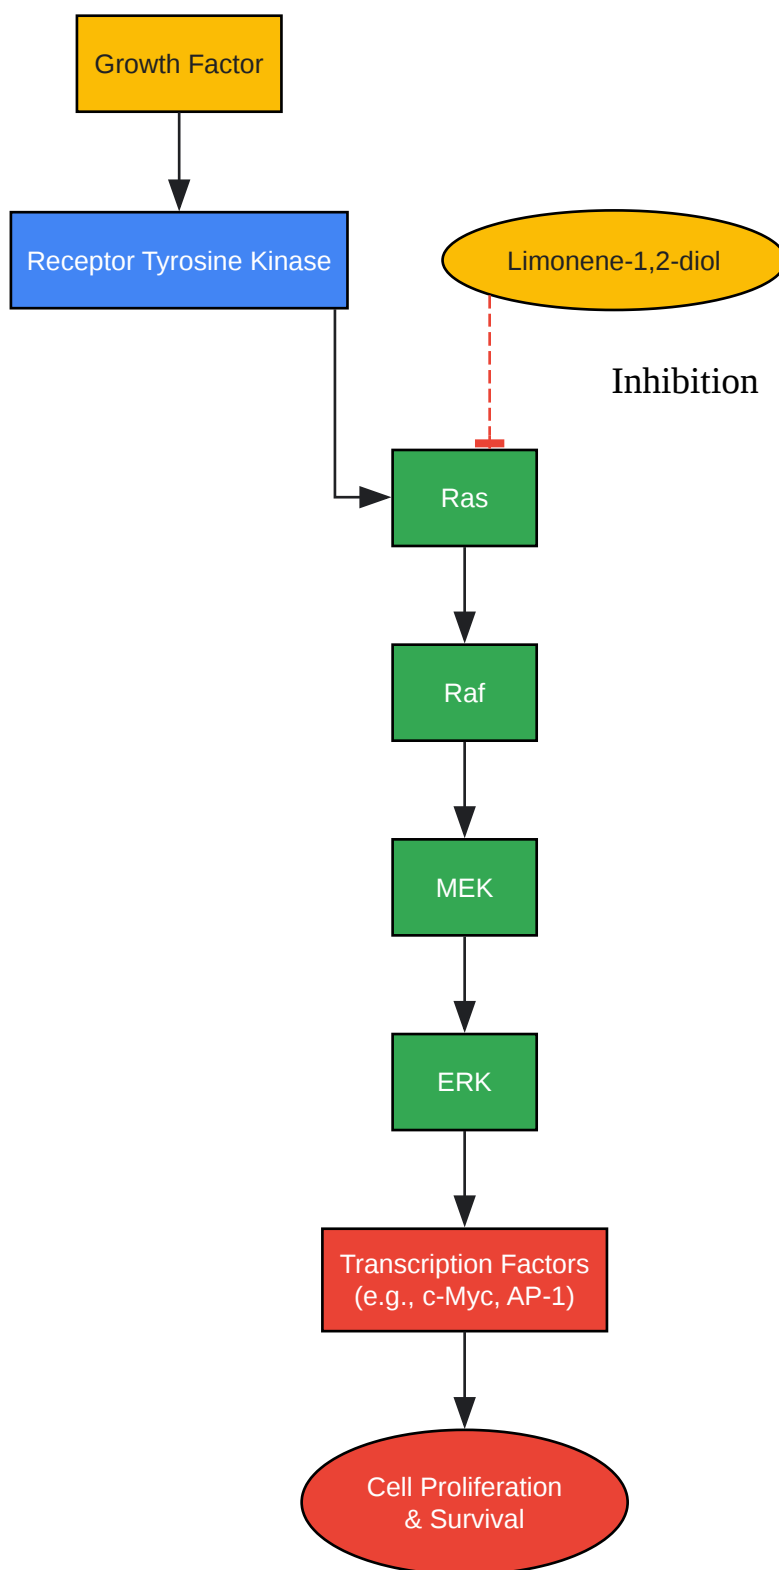 Growth Factor
Receptor Tyrosine Kinase
Limonene-1,2-diol
Inhibition
Ras
Raf
MEK
ERK
Transcription Factors
(e.g., c-Myc, AP-1)
Cell Proliferation
& Survival